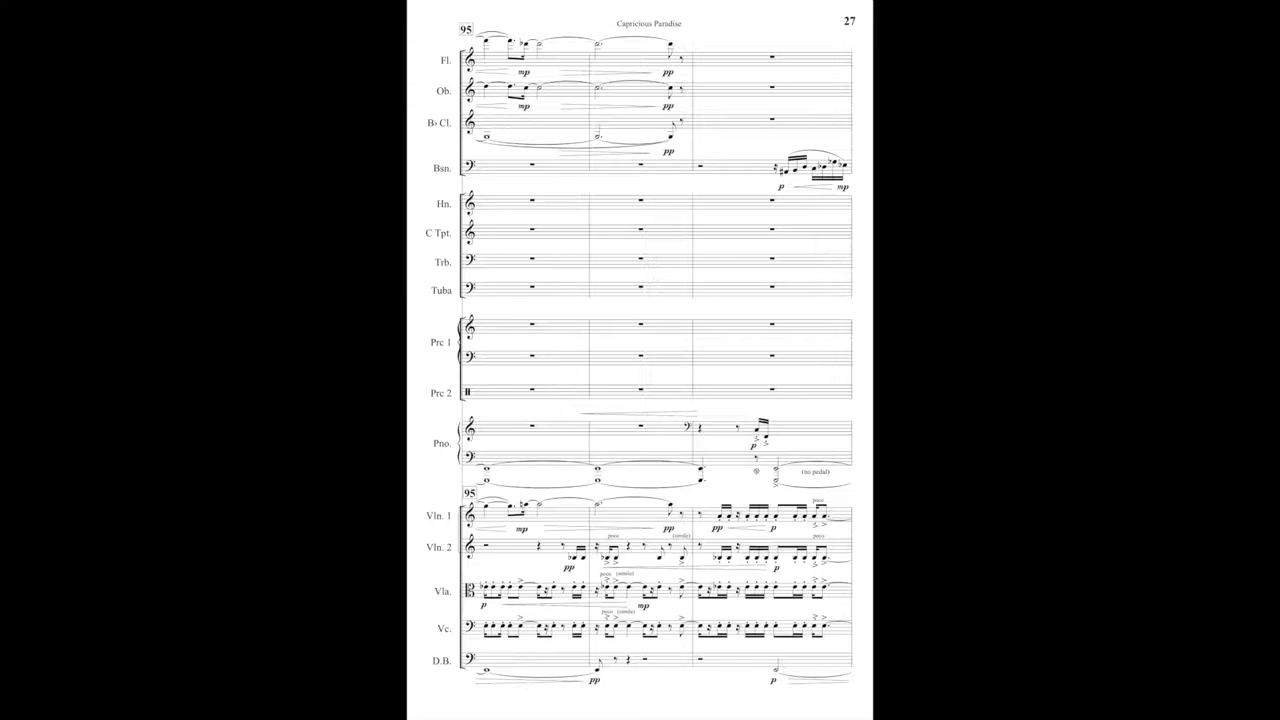 Capricious Paradise
27
95
Fl.
mp
pp
Ob.
mp
pp
B♭ Cl.
pp
Bsn.
p
mp
Hn.
C Tpt.
Trb.
Tuba
Prc 1
Prc 2
Pno.
p
(no pedal)
95
poco
Vln. 1
mp
pp
pp
p
poco
(simile)
poco
Vln. 2
pp
p
poco (simile)
Vla.
p
mp
poco (simile)
Vc.
D.B.
pp
p